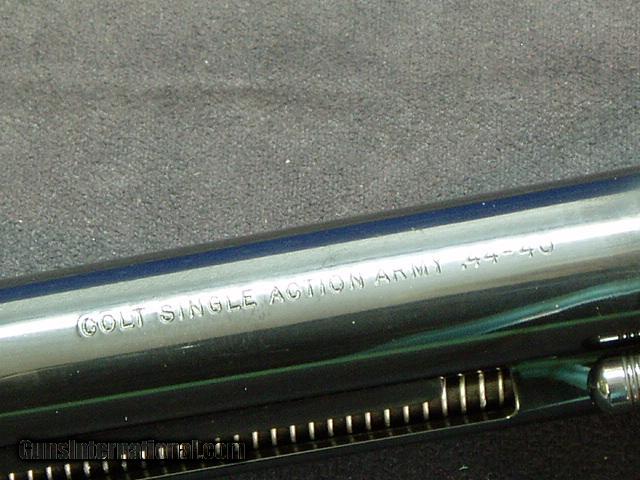 COLT SINGLE ACTION ARMY .44-40
GunsInternational.com